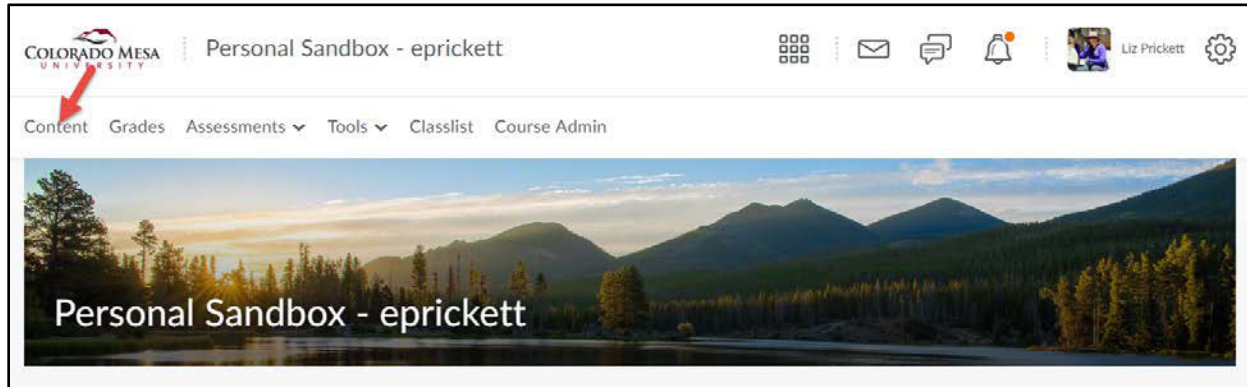 COLORADO MESA
UNIVERSITY
Personal Sandbox - eprickett
Liz Prickett
Content Grades Assessments Tools Classlist Course Admin
Personal Sandbox - eprickett